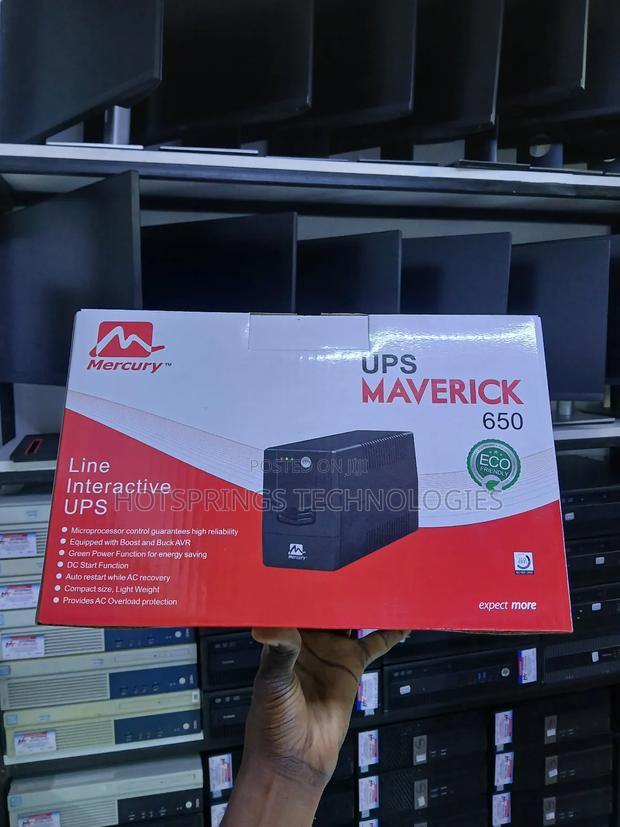 Mercury™
UPS
MAVERICK
650
ECO
FRIENDLY
Line
Interactive
UPS
• Microprocessor control guarantees high reliability
• Equipped with Boost and Buck AVR
• Green Power Function for energy saving
• DC Start Function
• Auto restart while AC recovery
• Compact size, Light Weight
• Provides AC Overload protection
Mercury
expect more
POSTED ON JIJI
HOTSPRINGS TECHNOLOGIES